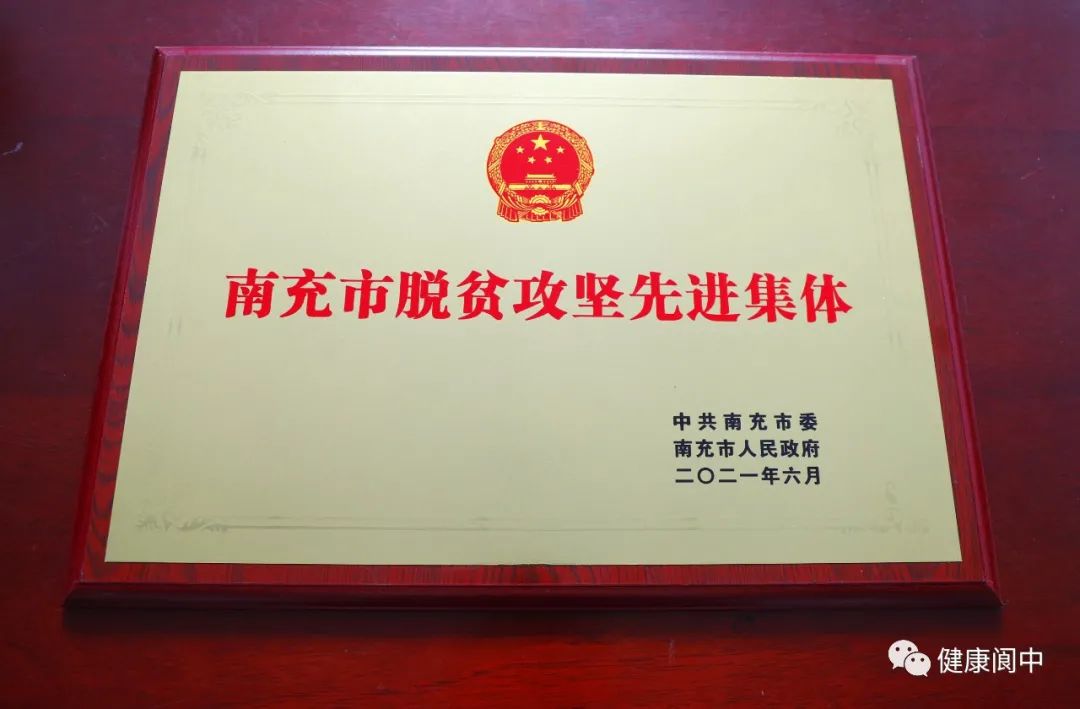 南充市脱贫攻坚先进集体
中共南充市委
南充市人民政府
二〇二一年六月
健康阆中